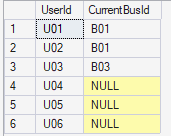 UserId CurrentBusId
1 U01 B01
2 U02 B01
3 U03 B03
4 U04 NULL
5 U05 NULL
6 U06 NULL